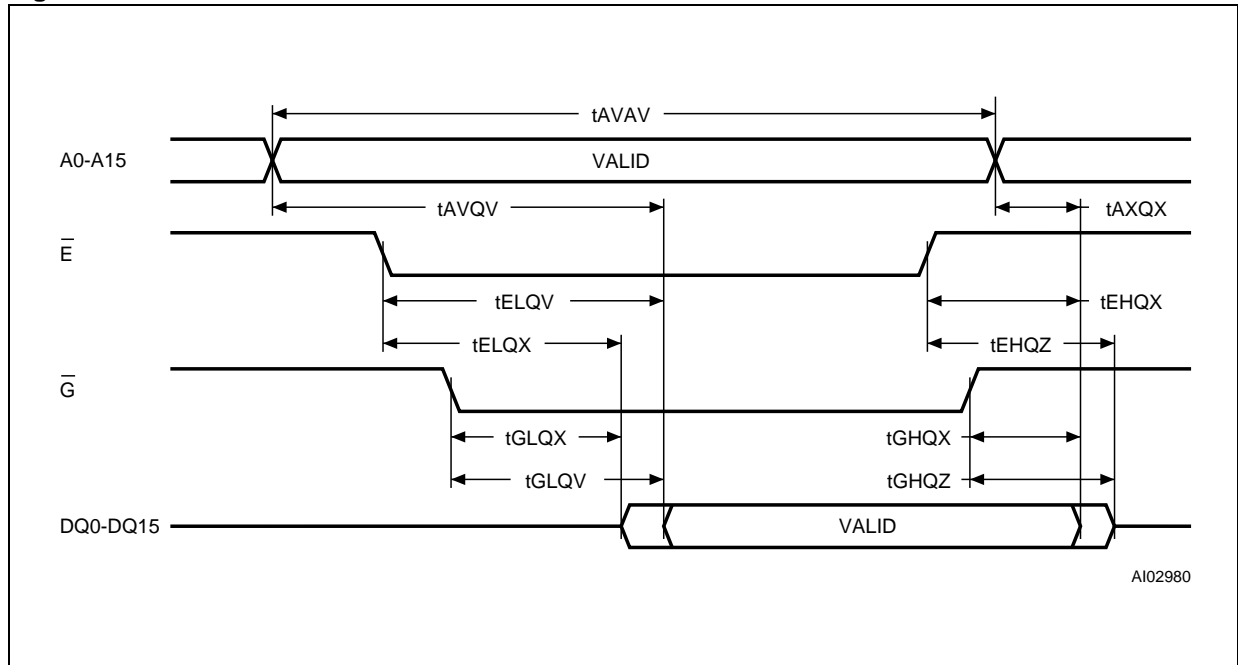 tAVAV
A0-A15
VALID
tAVQV
tAXQX
E̅
tELQV
tEHQX
tELQX
tEHQZ
G̅
tGLQX
tGHQX
tGLQV
tGHQZ
DQ0-DQ15
VALID
AI02980